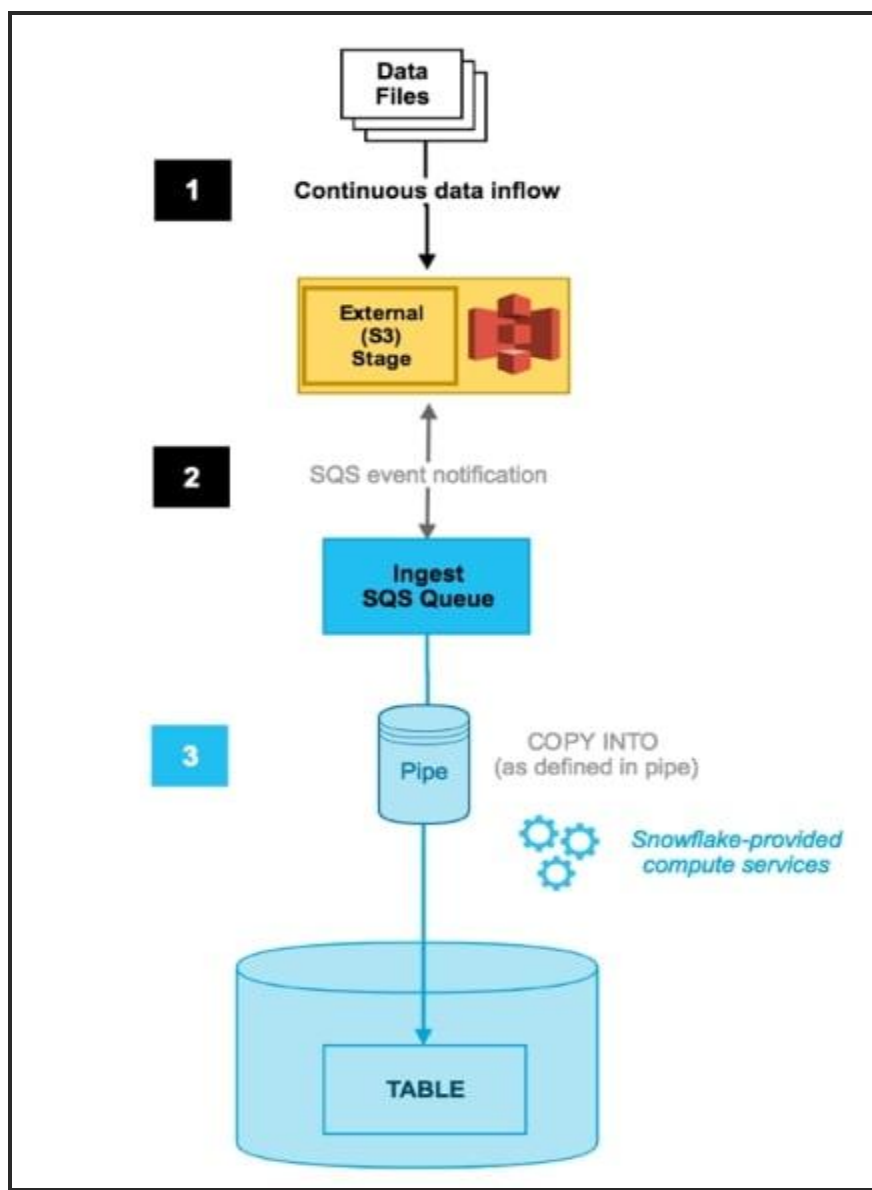 Data
Files
1
Continuous data inflow
External
(S3)
Stage
2
SQS event notification
Ingest
SQS Queue
3
Pipe
COPY INTO
(as defined in pipe)
Snowflake-provided
compute services
TABLE